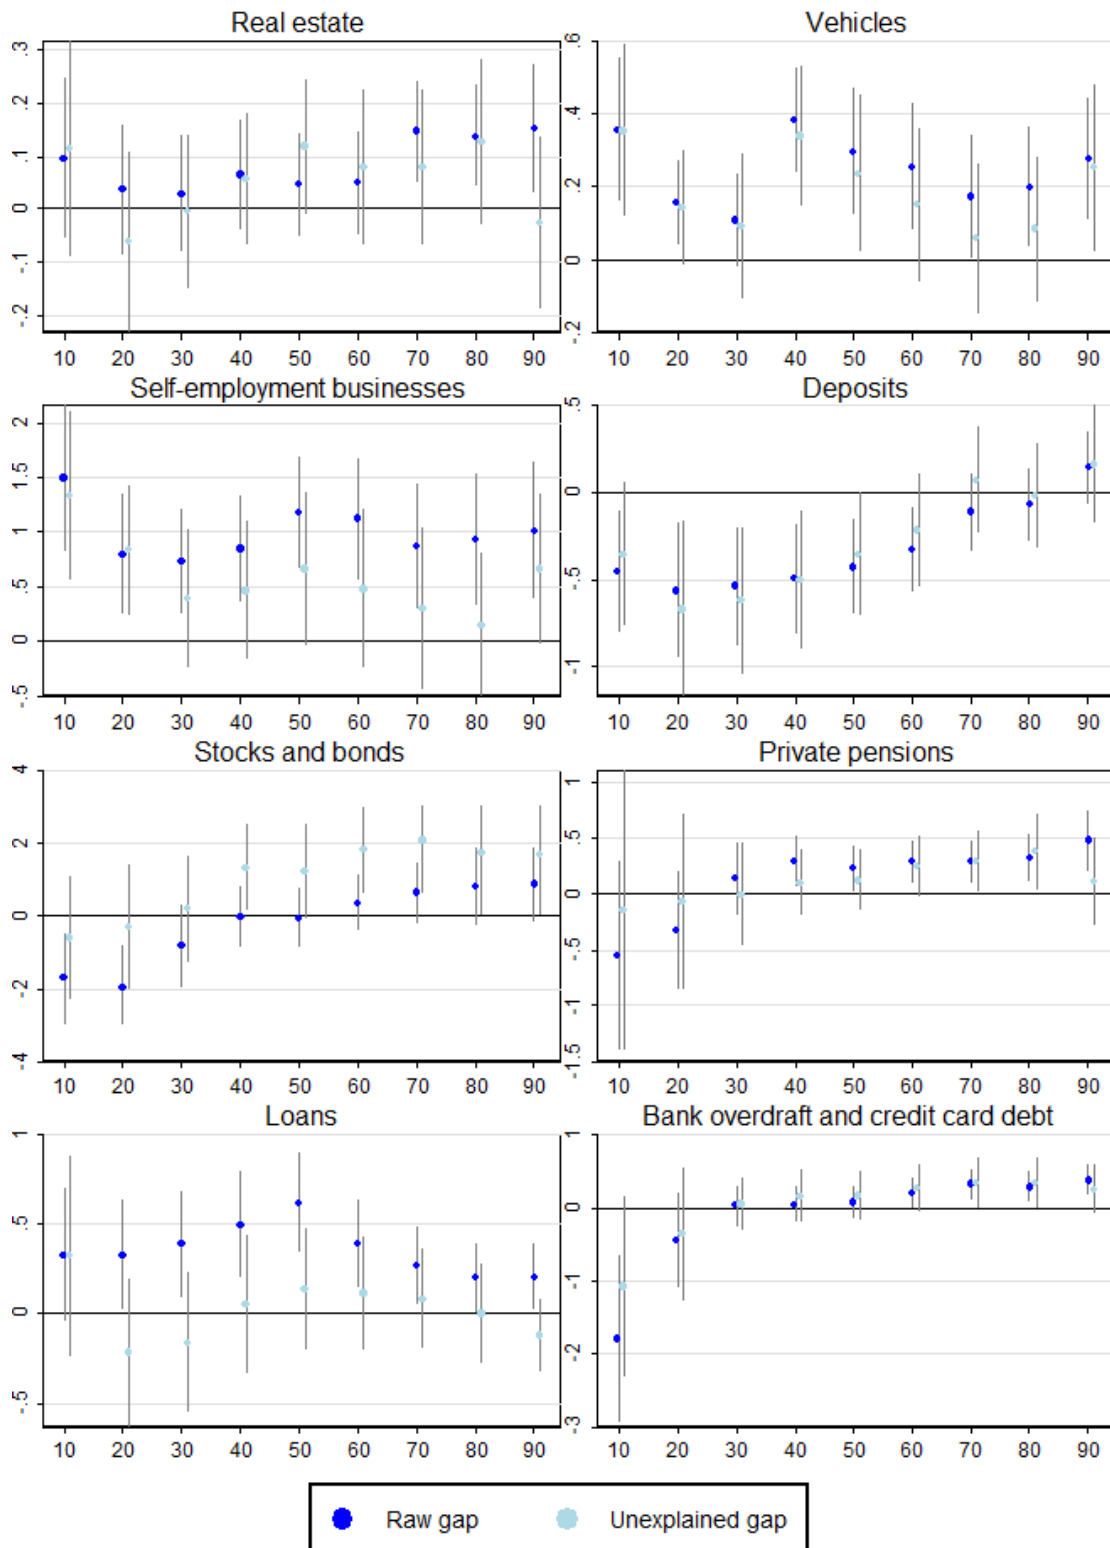 Real estate
Vehicles
.3
.2
.1
0
-.1
-.2
10 20 30 40 50 60 70 80 90
.6
.4
.2
0
-.2
10 20 30 40 50 60 70 80 90
Self-employment businesses
Deposits
2
1.5
1
.5
0
-.5
10 20 30 40 50 60 70 80 90
.5
0
-.5
-1
10 20 30 40 50 60 70 80 90
Stocks and bonds
Private pensions
4
2
0
-2
-4
10 20 30 40 50 60 70 80 90
1
.5
0
-.5
-1
-1.5
10 20 30 40 50 60 70 80 90
Loans
Bank overdraft and credit card debt
1
.5
0
-.5
10 20 30 40 50 60 70 80 90
1
0
-1
-2
-3
10 20 30 40 50 60 70 80 90
Raw gap
Unexplained gap